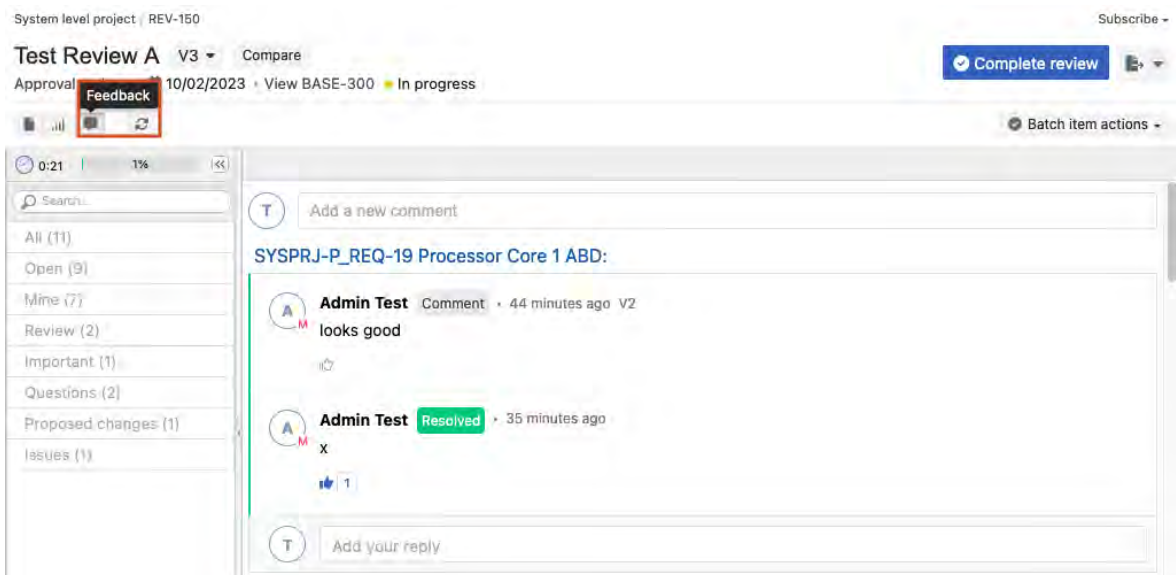 System level project / REV-150
Subscribe
Test Review A V3 Compare
Complete review
Approval 10/02/2023 • View BASE-300 In progress
Feedback
Batch item actions
0:21 1%
Search...
Add a new comment
All (11)
Open (9)
Mine (7)
Review (2)
Important (1)
Questions (2)
Proposed changes (1)
Issues (1)
T
SYSPRJ-P_REQ-19 Processor Core 1 ABD:
A M Admin Test Comment • 44 minutes ago V2
looks good
A M Admin Test Resolved • 35 minutes ago
x
1
T Add your reply